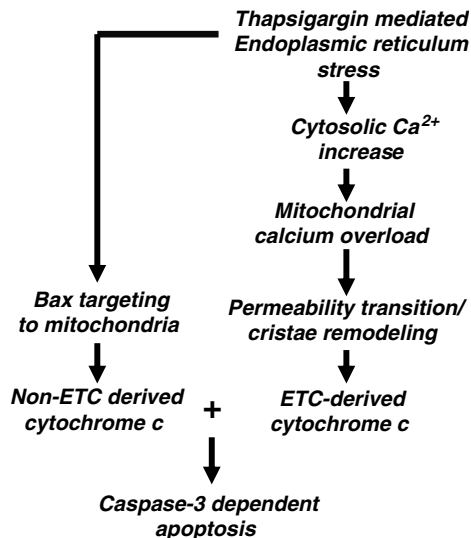 Thapsigargin mediated
Endoplasmic reticulum
stress
Cytosolic Ca²⁺
increase
Mitochondrial
calcium overload
Bax targeting
to mitochondria
Permeability transition/
cristae remodeling
Non-ETC derived
cytochrome c
+
ETC-derived
cytochrome c
Caspase-3 dependent
apoptosis